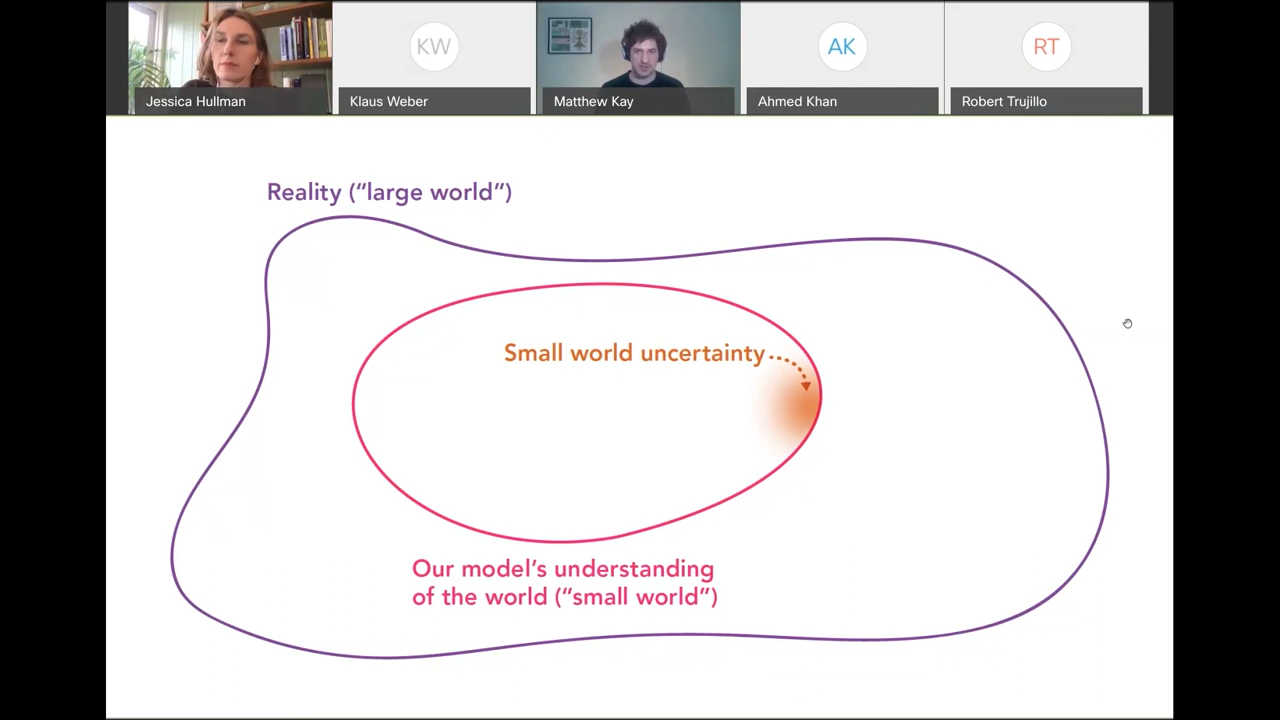 KW
AK
RT
Jessica Hullman
Klaus Weber
Matthew Kay
Ahmed Khan
Robert Trujillo
Reality (“large world”)
Small world uncertainty
Our model’s understanding
of the world (“small world”)